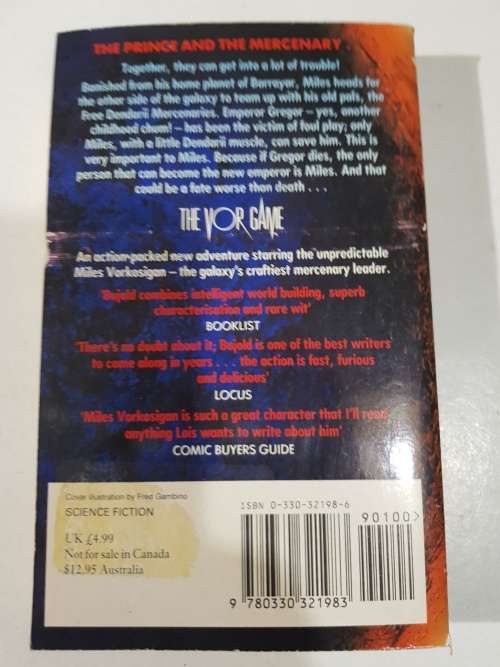 THE PRINCE AND THE MERCENARY
Together, they can get into a lot of trouble!
Banished from his home planet of Barrayar, Miles heads for
the other side of the galaxy to team up with his old pals, the
Free Dendarii Mercenaries. Emperor Gregor – yes, another
childhood chum! – has been the victim of foul play; only
Miles, with a little Dendarii muscle, can save him. This is
very important to Miles. Because if Gregor dies, the only
person that can become the new emperor is Miles. And that
could be a fate worse than death . . .
THE VOR GAME
An action-packed new adventure starring the unpredictable
Miles Vorkosigan – the galaxy's craftiest mercenary leader.
'Bujold combines intelligent world building, superb
characterisation and rare wit'
BOOKLIST
'There's no doubt about it; Bujold is one of the best writers
to come along in years . . . the action is fast, furious
and delicious'
LOCUS
'Miles Vorkosigan is such a great character that I'll read
anything Lois wants to write about him'
COMIC BUYERS GUIDE
Cover illustration by Fred Gambino
SCIENCE FICTION
UK £4.99
Not for sale in Canada
$12.95 Australia
ISBN 0-330-32198-6
90100>
9 780330 321983